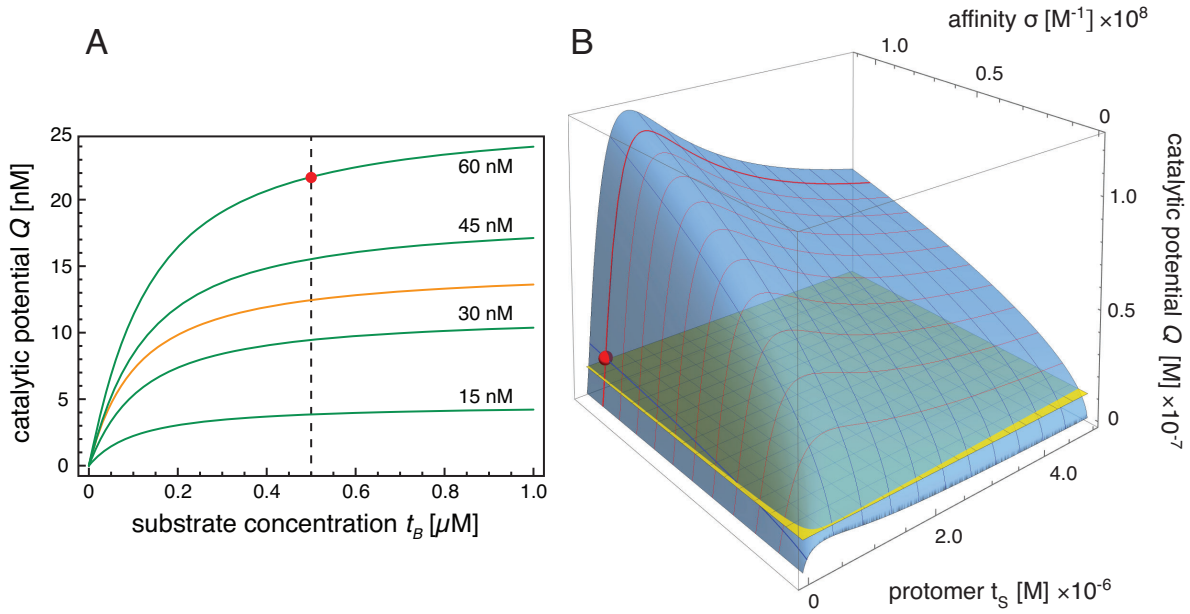 A
catalytic potential Q [nM]
25
20
15
10
5
0
60 nM
45 nM
30 nM
15 nM
0
0.2
0.4
0.6
0.8
1.0
substrate concentration t_B [μM]
B
affinity σ [M⁻¹] ×10⁸
1.0
0.5
0
catalytic potential Q [M] ×10⁻⁷
1.0
0.5
0
4.0
2.0
0
protomer t_S [M] ×10⁻⁶